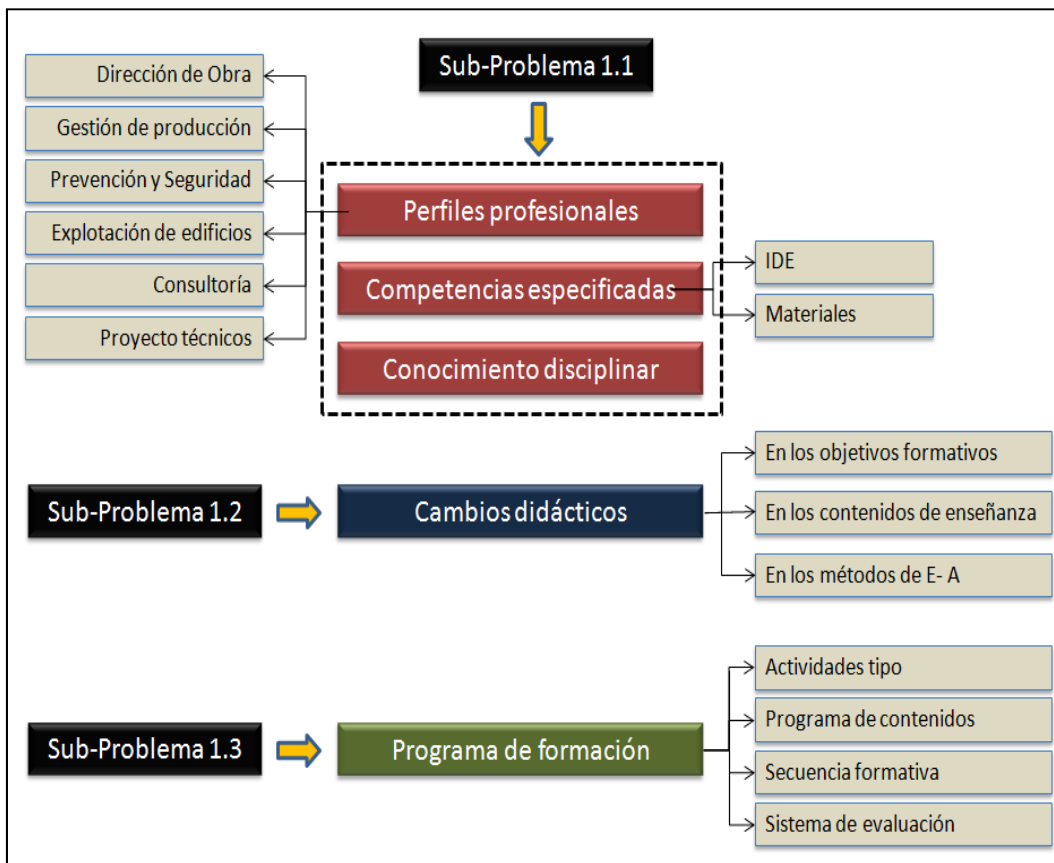 Sub-Problema 1.1
Dirección de Obra
Gestión de producción
Prevención y Seguridad
Explotación de edificios
Consultoría
Proyecto técnicos
Perfiles profesionales
Competencias especificadas
Conocimiento disciplinar
IDE
Materiales
Sub-Problema 1.2
Cambios didácticos
En los objetivos formativos
En los contenidos de enseñanza
En los métodos de E- A
Sub-Problema 1.3
Programa de formación
Actividades tipo
Programa de contenidos
Secuencia formativa
Sistema de evaluación